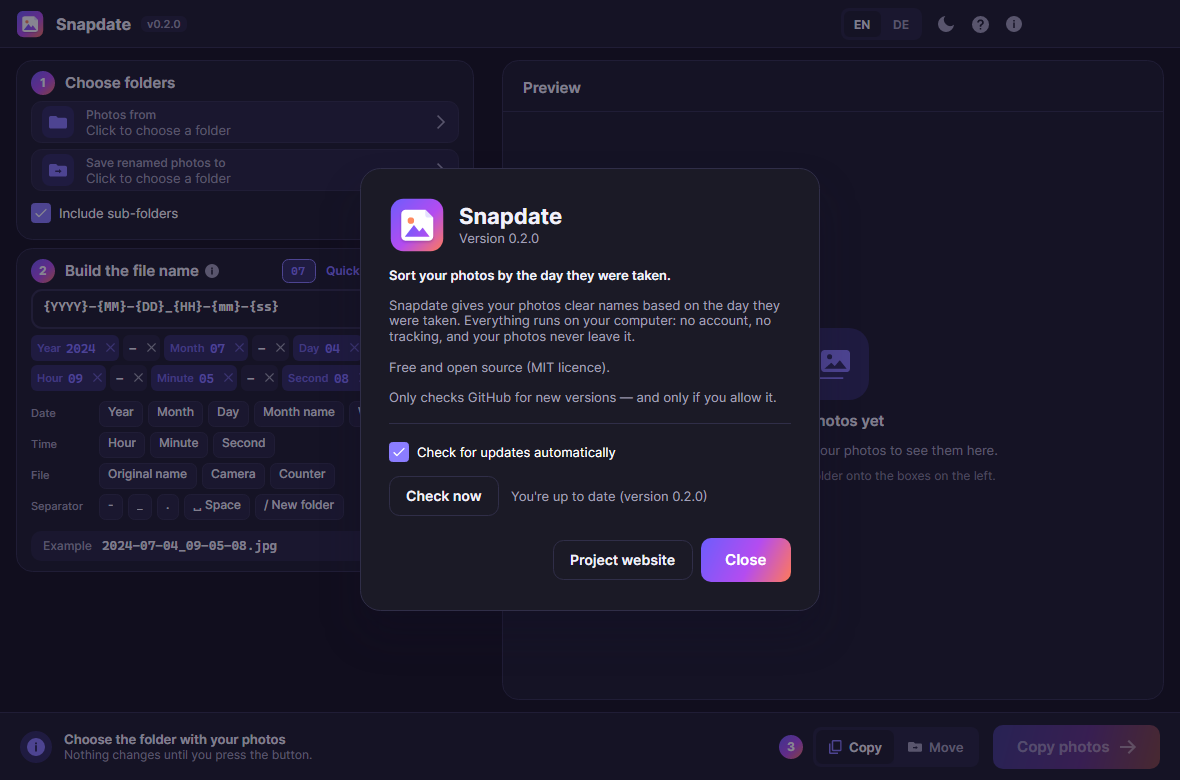 Snapdate v0.2.0 EN DE
1 Choose folders
Photos from
Click to choose a folder
Save renamed photos to
Click to choose a folder
Include sub-folders
2 Build the file name 07 Quick
{YYYY}-{MM}-{DD}_{HH}-{mm}-{ss}
Year 2024 × – × Month 07 × – × Day 04 ×
Hour 09 × – × Minute 05 × – × Second 08
Date Year Month Day Month name
Time Hour Minute Second
File Original name Camera Counter
Separator - _ . ␣ Space / New folder
Example 2024-07-04_09-05-08.jpg
Preview
Snapdate
Version 0.2.0
Sort your photos by the day they were taken.
Snapdate gives your photos clear names based on the day they
were taken. Everything runs on your computer: no account, no
tracking, and your photos never leave it.
Free and open source (MIT licence).
Only checks GitHub for new versions — and only if you allow it.
Check for updates automatically
Check now You're up to date (version 0.2.0)
Project website Close
yet
your photos to see them here.
onto the boxes on the left.
Choose the folder with your photos
Nothing changes until you press the button.
3 Copy Move Copy photos →